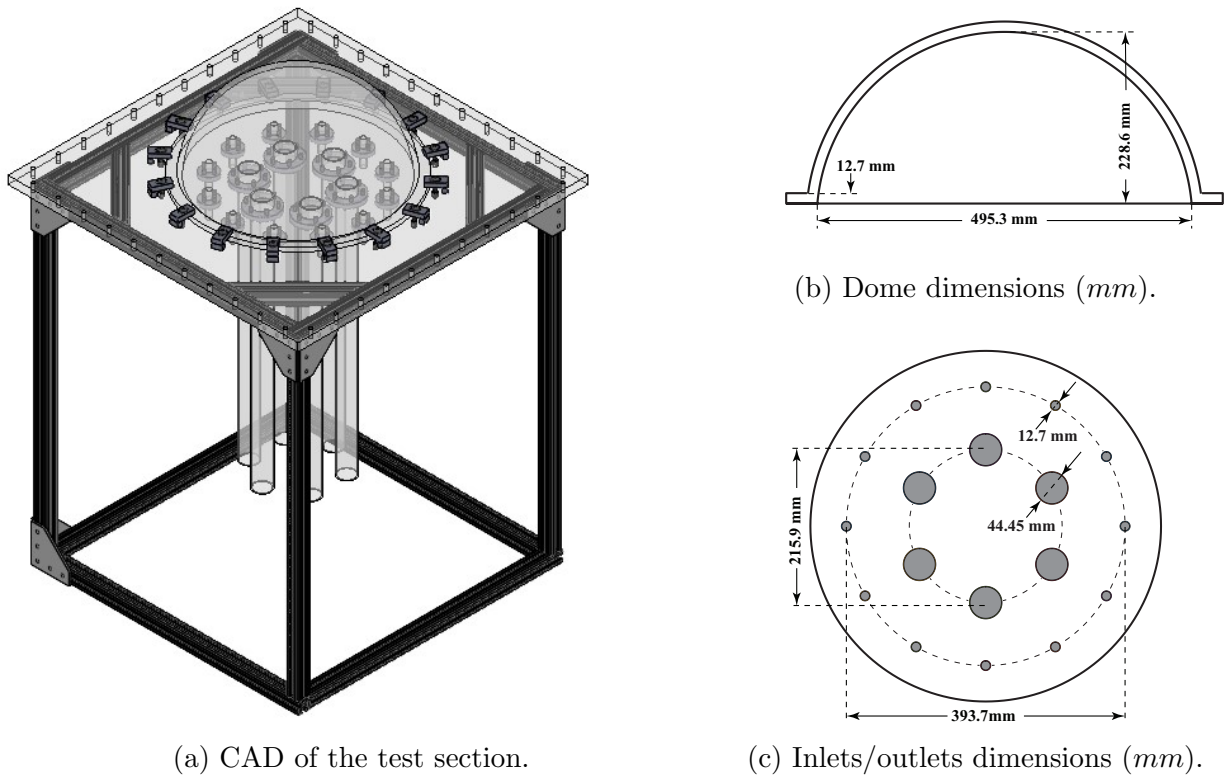 12.7 mm
228.6 mm
495.3 mm
(b) Dome dimensions (mm).
12.7 mm
44.45 mm
215.9 mm
393.7mm
(a) CAD of the test section.
(c) Inlets/outlets dimensions (mm).